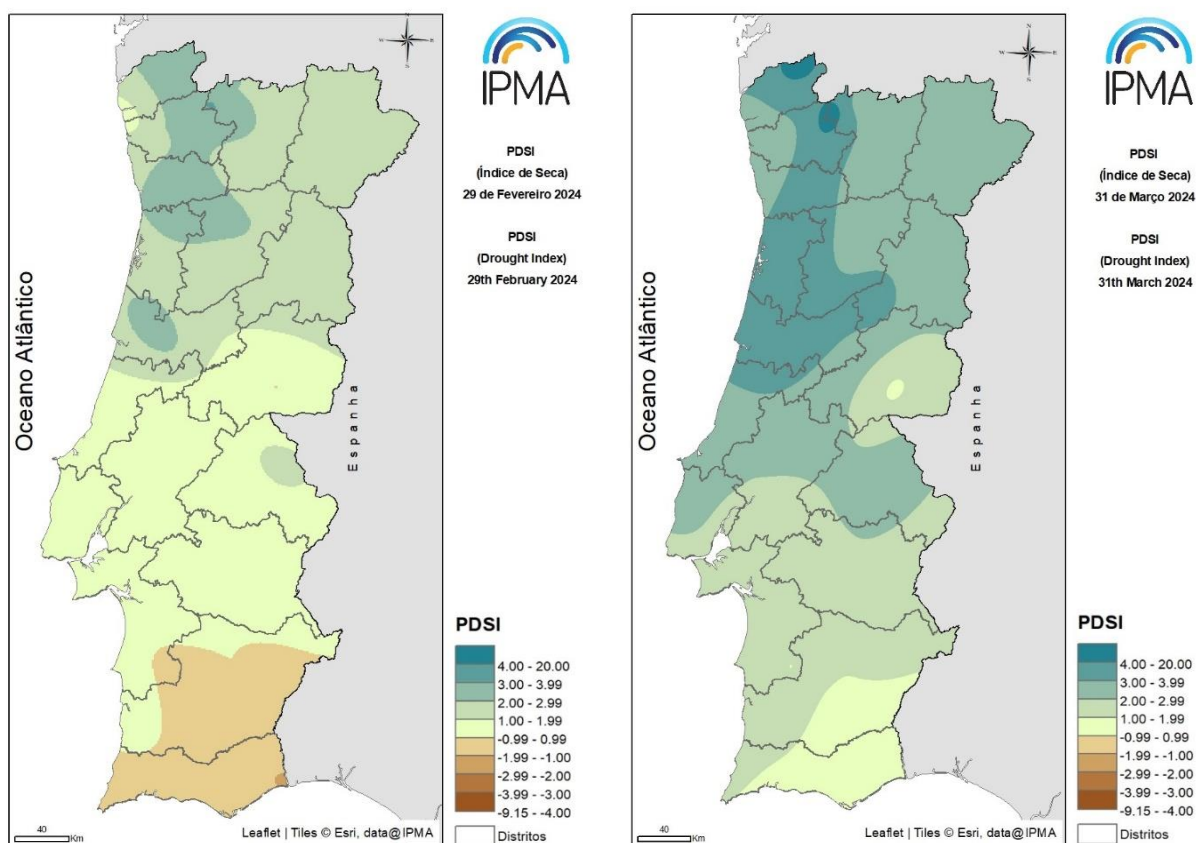 IPMA
PDSI
(Índice de Seca)
29 de Fevereiro 2024
PDSI
(Drought Index)
29th February 2024
Oceano Atlântico
Espanha
PDSI
4.00 - 20.00
3.00 - 3.99
2.00 - 2.99
1.00 - 1.99
-0.99 - 0.99
-1.99 - -1.00
-2.99 - -2.00
-3.99 - -3.00
-9.15 - -4.00
Distritos
40
Km
Leaflet | Tiles © Esri, data@IPMA
N
E
S
W
IPMA
PDSI
(Índice de Seca)
31 de Março 2024
PDSI
(Drought Index)
31th March 2024
Oceano Atlântico
Espanha
PDSI
4.00 - 20.00
3.00 - 3.99
2.00 - 2.99
1.00 - 1.99
-0.99 - 0.99
-1.99 - -1.00
-2.99 - -2.00
-3.99 - -3.00
-9.15 - -4.00
Distritos
40
Km
Leaflet | Tiles © Esri, data@IPMA
N
E
S
W